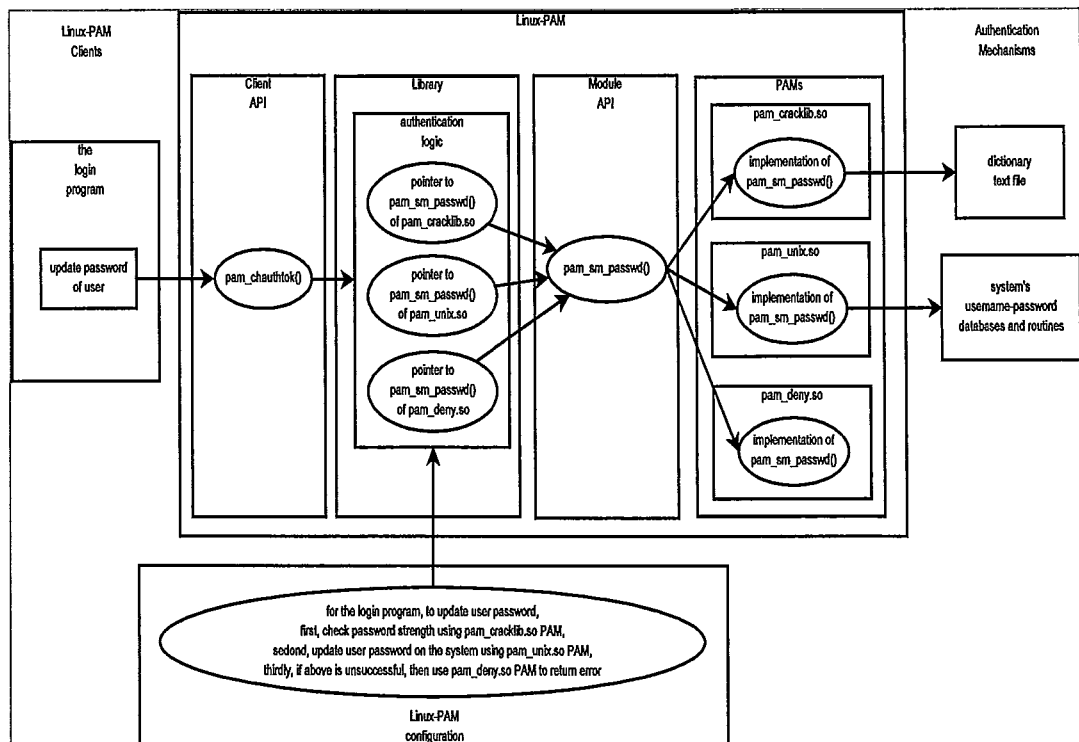 Linux-PAM
Clients
Linux-PAM
Authentication
Mechanisms
Client
API
Library
Module
API
PAMs
the
login
program
update password
of user
pam_chauthtok()
authentication
logic
pointer to
pam_sm_passwd()
of pam_cracklib.so
pointer to
pam_sm_passwd()
of pam_unix.so
pointer to
pam_sm_passwd()
of pam_deny.so
pam_sm_passwd()
pam_cracklib.so
implementation of
pam_sm_passwd()
pam_unix.so
implementation of
pam_sm_passwd()
pam_deny.so
implementation of
pam_sm_passwd()
dictionary
text file
system's
username-password
databases and routines
for the login program, to update user password,
first, check password strength using pam_cracklib.so PAM,
sedond, update user password on the system using pam_unix.so PAM,
thirdly, if above is unsuccessful, then use pam_deny.so PAM to return error
Linux-PAM
configuration